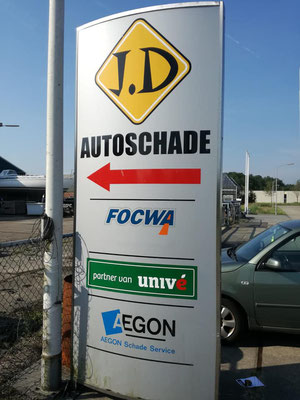 J.D
AUTOSCHADE
FOCWA
partner van univé
AEGON
AEGON Schade Service